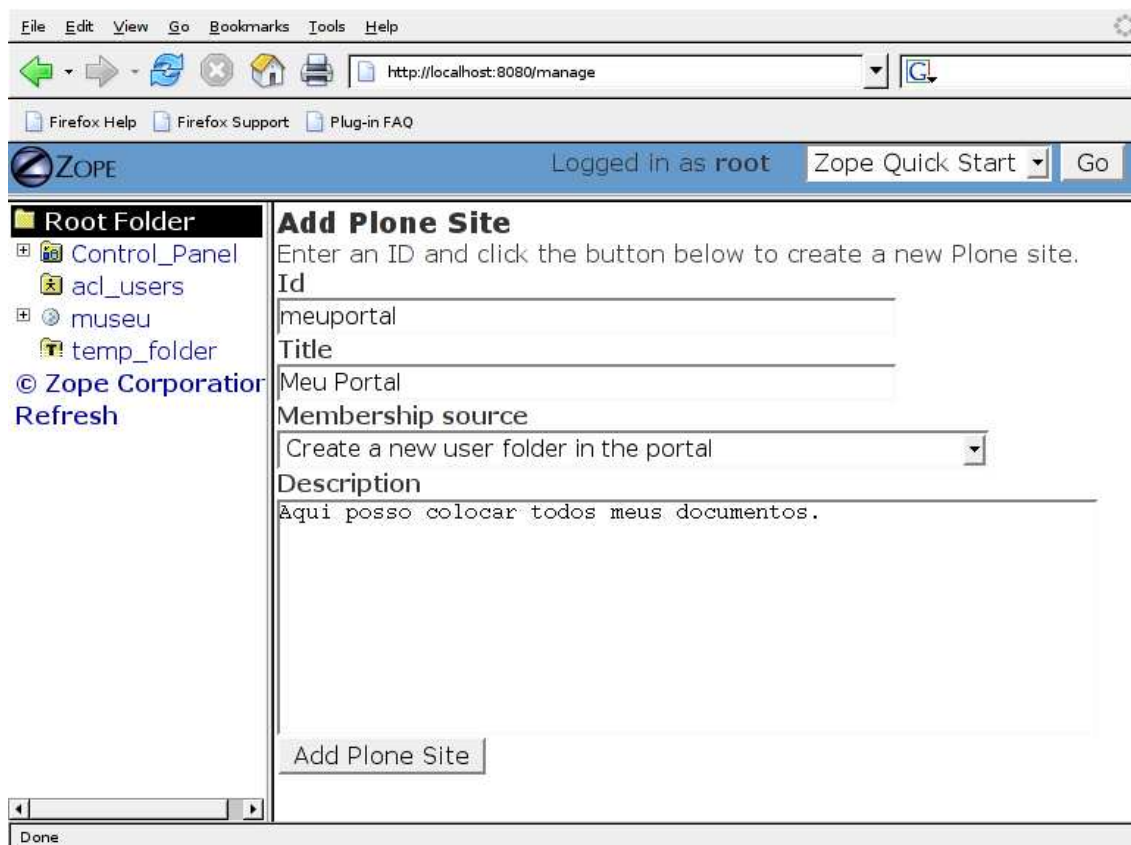 File Edit View Go Bookmarks Tools Help
http://localhost:8080/manage
G
Firefox Help Firefox Support Plug-in FAQ
ZOPE Logged in as root Zope Quick Start Go
Root Folder
Control_Panel
acl_users
museu
temp_folder
© Zope Corporation
Refresh
Add Plone Site
Enter an ID and click the button below to create a new Plone site.
Id
meuportal
Title
Meu Portal
Membership source
Create a new user folder in the portal
Description
Aqui posso colocar todos meus documentos.
Add Plone Site
Done